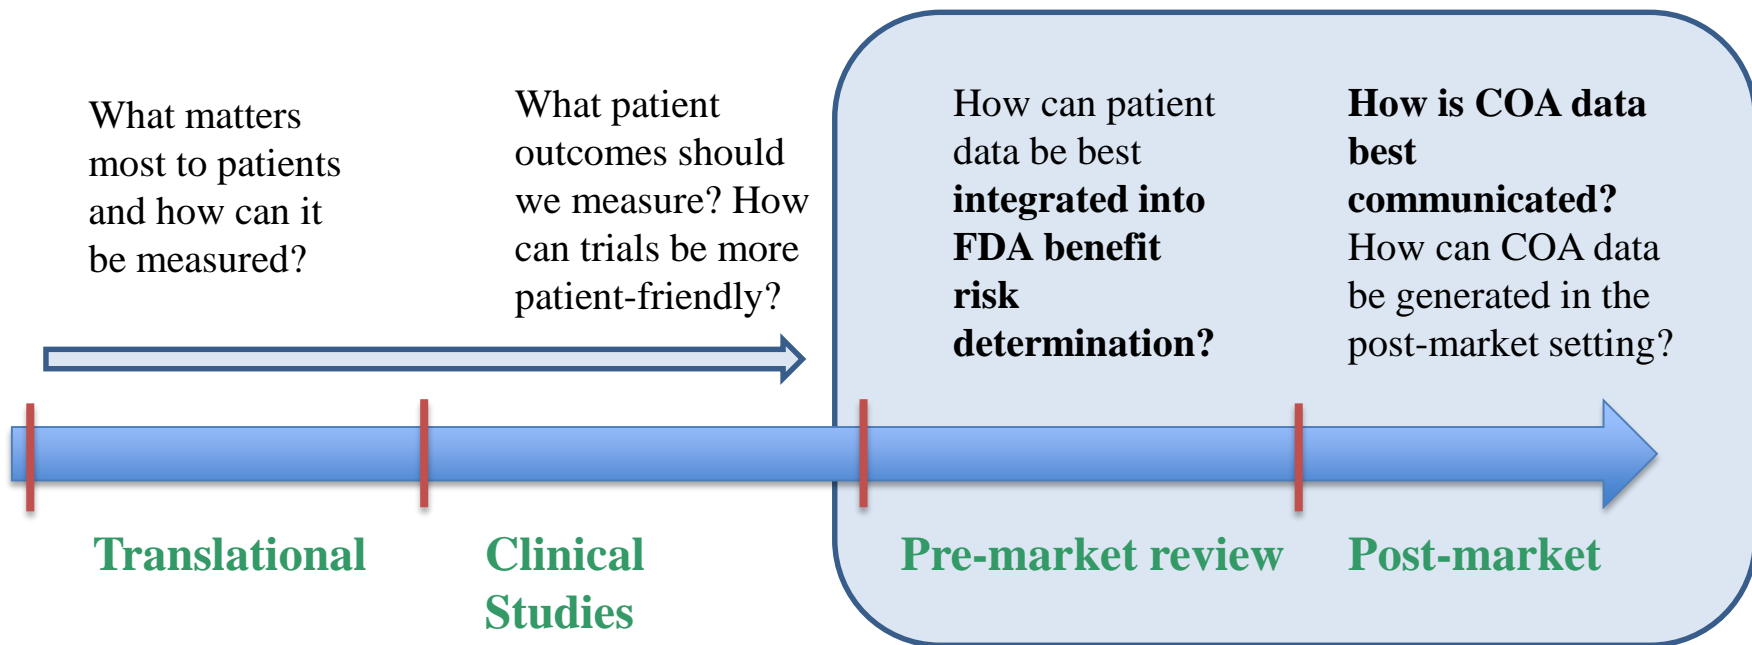 What matters
most to patients
and how can it
be measured?
What patient
outcomes should
we measure? How
can trials be more
patient-friendly?
How can patient
data be best
integrated into
FDA benefit
risk
determination?
How is COA data
best
communicated?
How can COA data
be generated in the
post-market setting?
Translational
Clinical
Studies
Pre-market review
Post-market